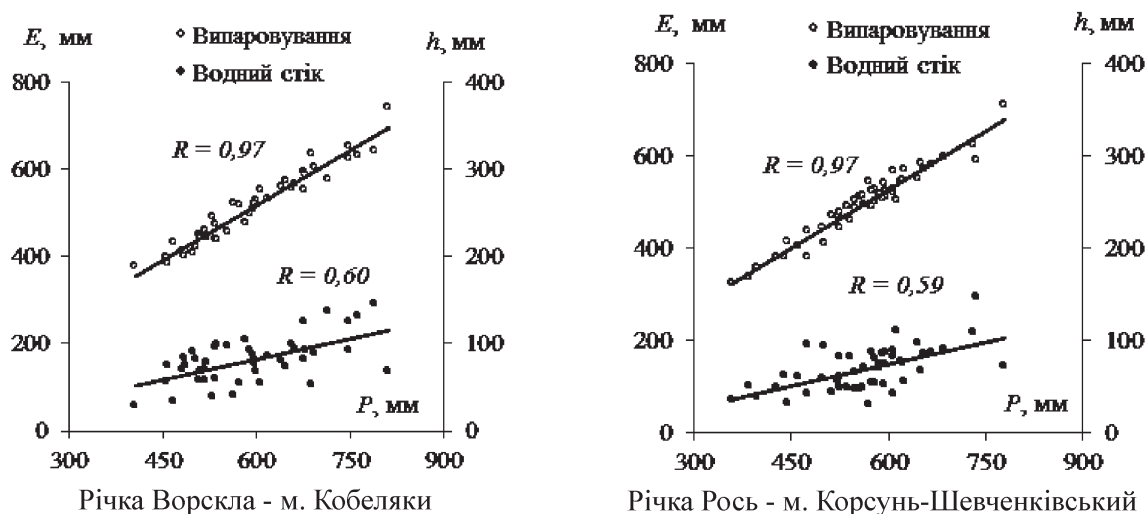 E, мм
Випаровування
h, мм
Водний стік
800
400
R = 0,97
600
300
400
200
R = 0,60
200
100
P, мм
0
0
300
450
600
750
900
Річка Ворскла - м. Кобеляки
E, мм
Випаровування
h, мм
Водний стік
800
400
R = 0,97
600
300
400
200
R = 0,59
200
100
P, мм
0
0
300
450
600
750
900
Річка Рось - м. Корсунь-Шевченківський